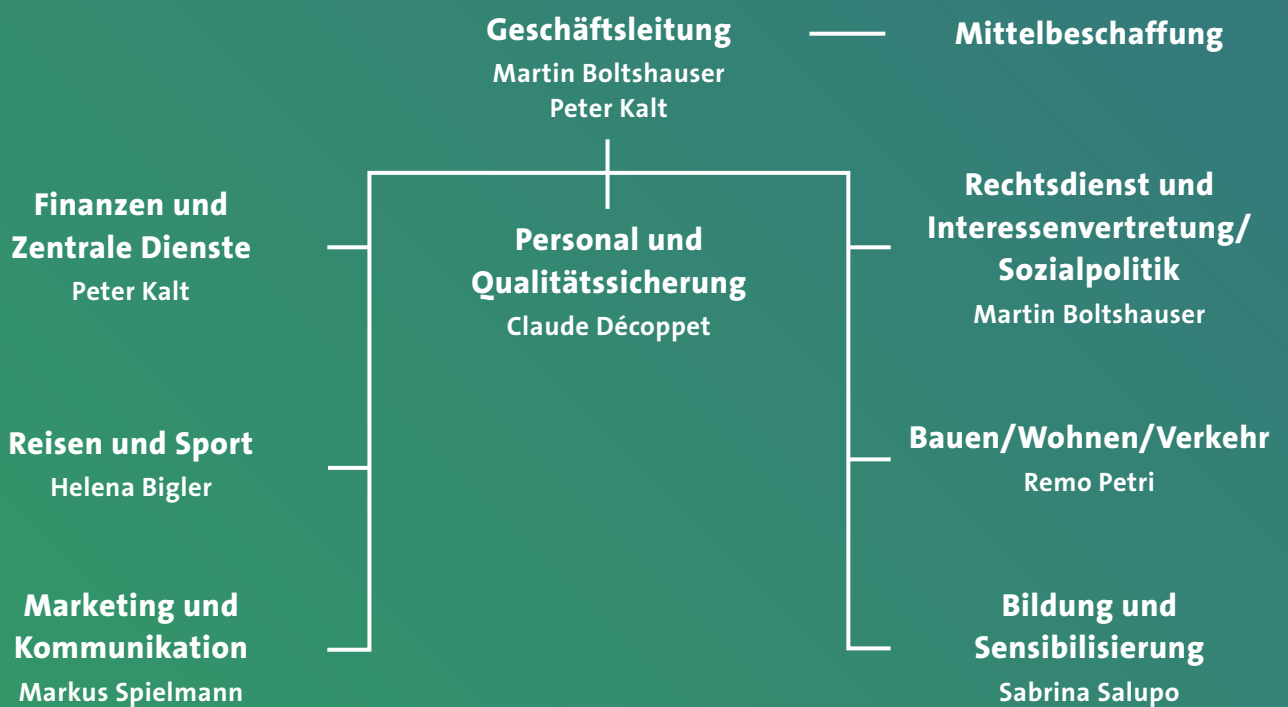 Geschäftsleitung
Martin Boltshauser
Peter Kalt
Mittelbeschaffung
Finanzen und
Zentrale Dienste
Peter Kalt
Personal und
Qualitätssicherung
Claude Décoppet
Rechtsdienst und
Interessenvertretung/
Sozialpolitik
Martin Boltshauser
Reisen und Sport
Helena Bigler
Bauen/Wohnen/Verkehr
Remo Petri
Marketing und
Kommunikation
Markus Spielmann
Bildung und
Sensibilisierung
Sabrina Salupo